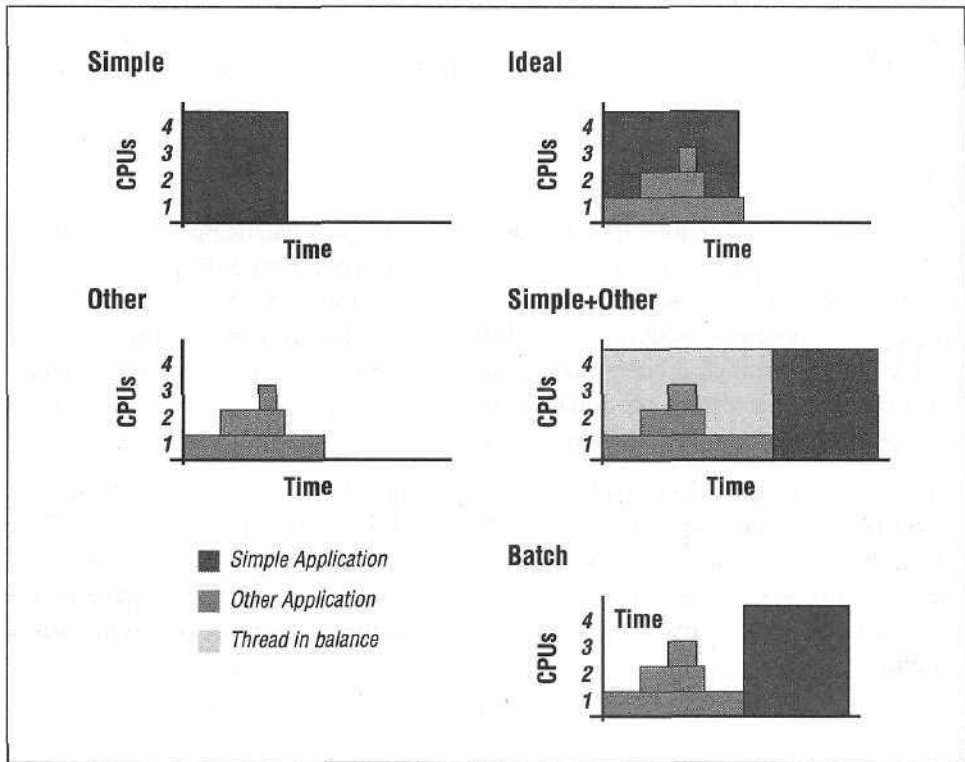 Simple
CPUs
4
3
2
1
Time
Ideal
CPUs
4
3
2
1
Time
Other
CPUs
4
3
2
1
Time
Simple+Other
CPUs
4
3
2
1
Time
Simple Application
Other Application
Thread in balance
Batch
CPUs
4
3
2
1
Time